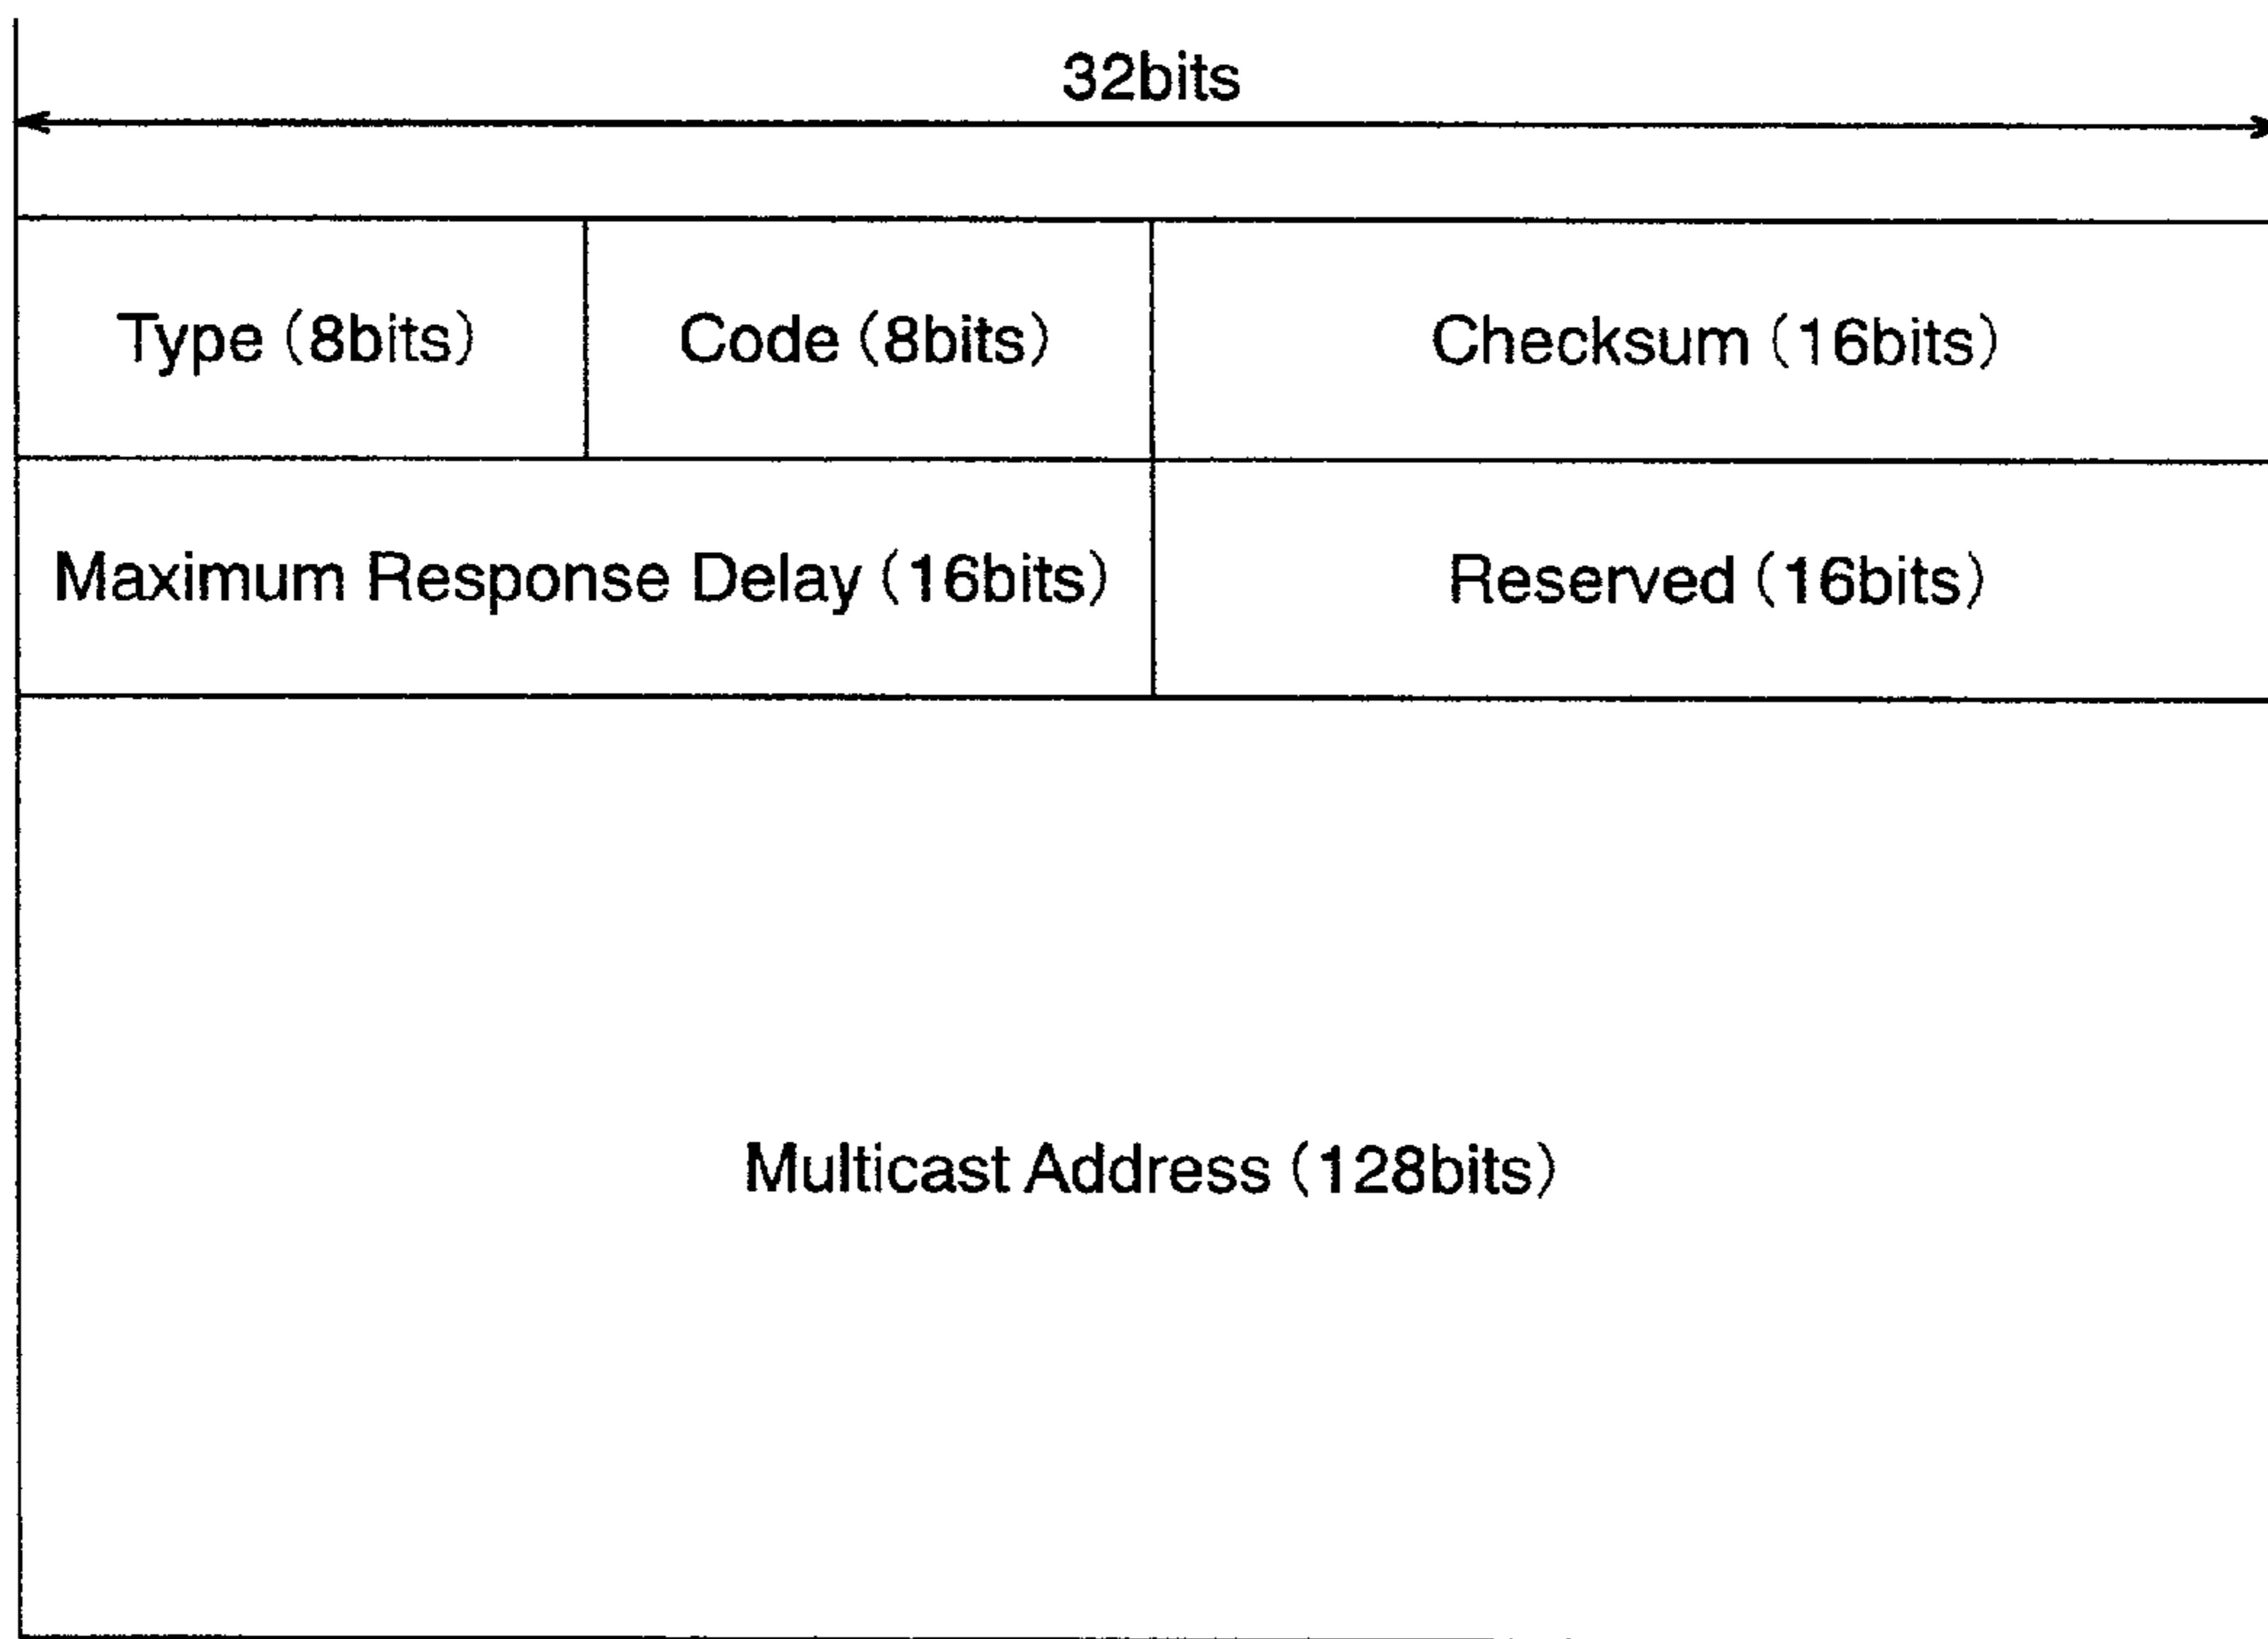 32bits
Type (8bits)
Code (8bits)
Checksum (16bits)
Maximum Response Delay (16bits)
Reserved (16bits)
Multicast Address (128bits)